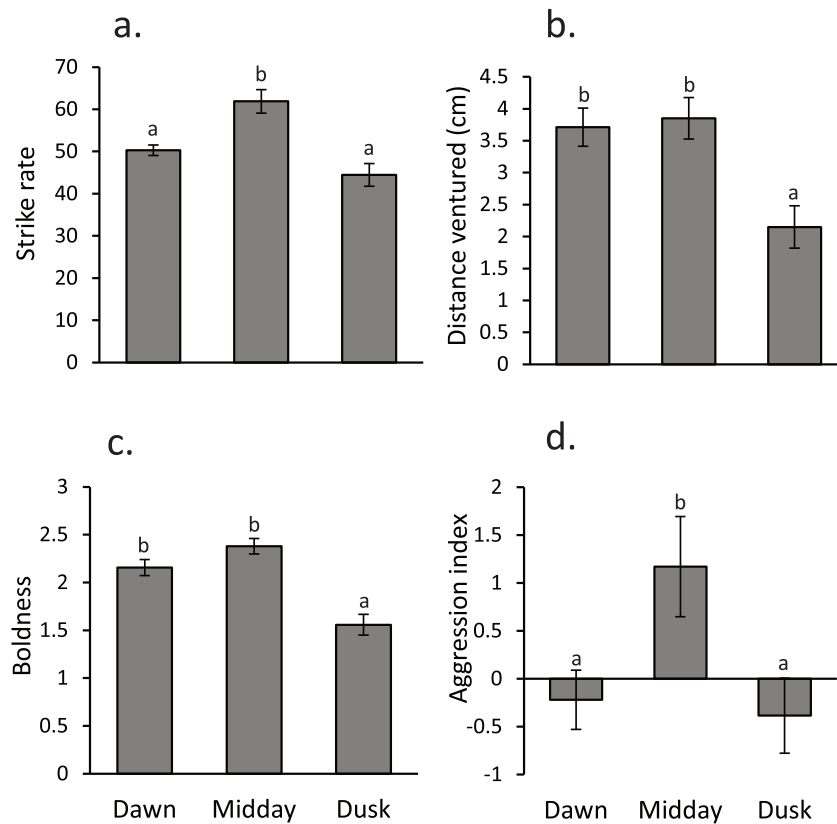 a.
Strike rate
70
60
50
40
30
20
10
0
a
b
a
b.
Distance ventured (cm)
4.5
4
3.5
3
2.5
2
1.5
1
0.5
0
b
b
a
c.
Boldness
3
2.5
2
1.5
1
0.5
0
b
b
a
Dawn Midday Dusk
d.
Aggression index
2
1.5
1
0.5
0
-0.5
-1
a
b
a
Dawn Midday Dusk